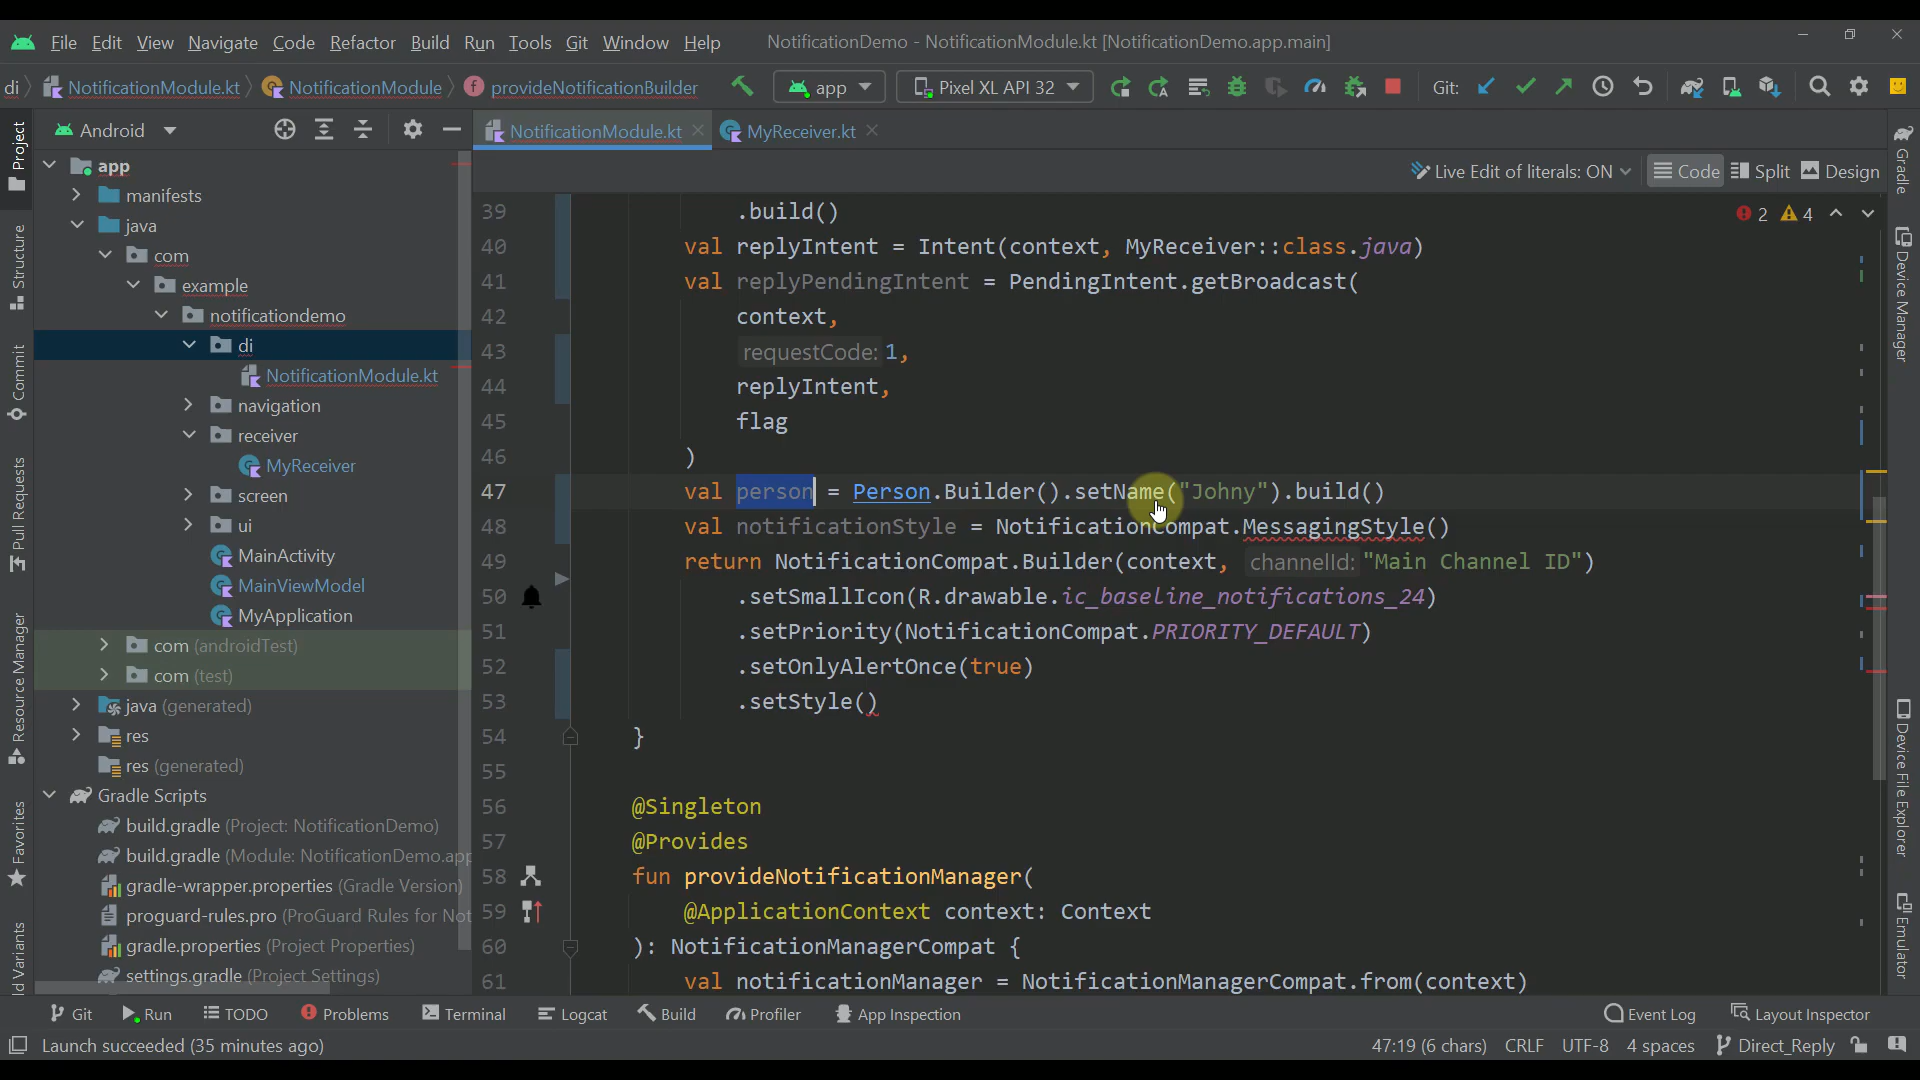 File Edit View Navigate Code Refactor Build Run Tools Git Window Help NotificationDemo - NotificationModule.kt [NotificationDemo.app.main]
di NotificationModule.kt NotificationModule provideNotificationBuilder app Pixel XL API 32 Git:
Android
NotificationModule.kt MyReceiver.kt
Live Edit of literals: ON Code Split Design
2 4
Project
Structure
Commit
Pull Requests
Resource Manager
Favorites
ld Variants
app
manifests
java
com
example
notificationdemo
di
NotificationModule.kt
navigation
receiver
MyReceiver
screen
ui
MainActivity
MainViewModel
MyApplication
com (androidTest)
com (test)
java (generated)
res
res (generated)
Gradle Scripts
build.gradle (Project: NotificationDemo)
build.gradle (Module: NotificationDemo.app
gradle-wrapper.properties (Gradle Version)
proguard-rules.pro (ProGuard Rules for Not
gradle.properties (Project Properties)
settings.gradle (Project Settings)
39 .build()
40 val replyIntent = Intent(context, MyReceiver::class.java)
41 val replyPendingIntent = PendingIntent.getBroadcast(
42 context,
43 requestCode: 1,
44 replyIntent,
45 flag
46 )
47 val person = Person.Builder().setName("Johny").build()
48 val notificationStyle = NotificationCompat.MessagingStyle()
49 return NotificationCompat.Builder(context, channelId: "Main Channel ID")
50 .setSmallIcon(R.drawable.ic_baseline_notifications_24)
51 .setPriority(NotificationCompat.PRIORITY_DEFAULT)
52 .setOnlyAlertOnce(true)
53 .setStyle()
54 }
55
56 @Singleton
57 @Provides
58 fun provideNotificationManager(
59 @ApplicationContext context: Context
60 ): NotificationManagerCompat {
61 val notificationManager = NotificationManagerCompat.from(context)
Gradle
Device Manager
Device File Explorer
Emulator
Git Run TODO Problems Terminal Logcat Build Profiler App Inspection Event Log Layout Inspector
Launch succeeded (35 minutes ago) 47:19 (6 chars) CRLF UTF-8 4 spaces Direct_Reply